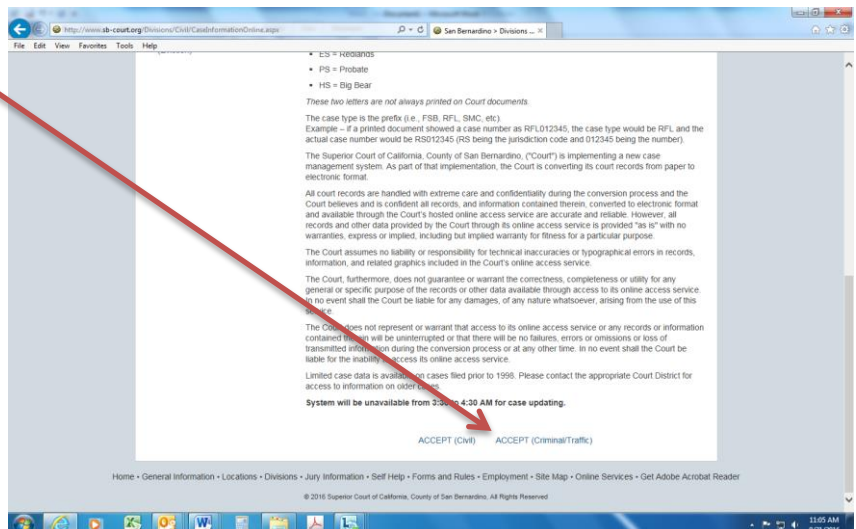 http://www.sb-court.org/Divisions/Civil/CaseInformationOnline.aspx
San Bernardino > Divisions ...
File Edit View Favorites Tools Help
• ES = Redlands
• PS = Probate
• HS = Big Bear
These two letters are not always printed on Court documents.
The case type is the prefix (i.e., FSB, RFL, SMC, etc).
Example – if a printed document showed a case number as RFL012345, the case type would be RFL and the
actual case number would be RS012345 (RS being the jurisdiction code and 012345 being the number).
The Superior Court of California, County of San Bernardino, ("Court") is implementing a new case
management system. As part of that implementation, the Court is converting its court records from paper to
electronic format.
All court records are handled with extreme care and confidentiality during the conversion process and the
Court believes and is confident all records, and information contained therein, converted to electronic format
and available through the Court's hosted online access service are accurate and reliable. However, all
records and other data provided by the Court through its online access service is provided "as is" with no
warranties, express or implied, including but implied warranty for fitness for a particular purpose.
The Court assumes no liability or responsibility for technical inaccuracies or typographical errors in records,
information, and related graphics included in the Court's online access service.
The Court, furthermore, does not guarantee or warrant the correctness, completeness or utility for any
general or specific purpose of the records or other data available through access to its online access service.
In no event shall the Court be liable for any damages, of any nature whatsoever, arising from the use of this
service.
The Court does not represent or warrant that access to its online access service or any records or information
contained therein will be uninterrupted or that there will be no failures, errors or omissions or loss of
transmitted information during the conversion process or at any other time. In no event shall the Court be
liable for the inability to access its online access service.
Limited case data is available on cases filed prior to 1998. Please contact the appropriate Court District for
access to information on older cases.
System will be unavailable from 3:30 to 4:30 AM for case updating.
ACCEPT (Civil) ACCEPT (Criminal/Traffic)
Home • General Information • Locations • Divisions • Jury Information • Self Help • Forms and Rules • Employment • Site Map • Online Services • Get Adobe Acrobat Reader
© 2016 Superior Court of California, County of San Bernardino. All Rights Reserved
11:05 AM